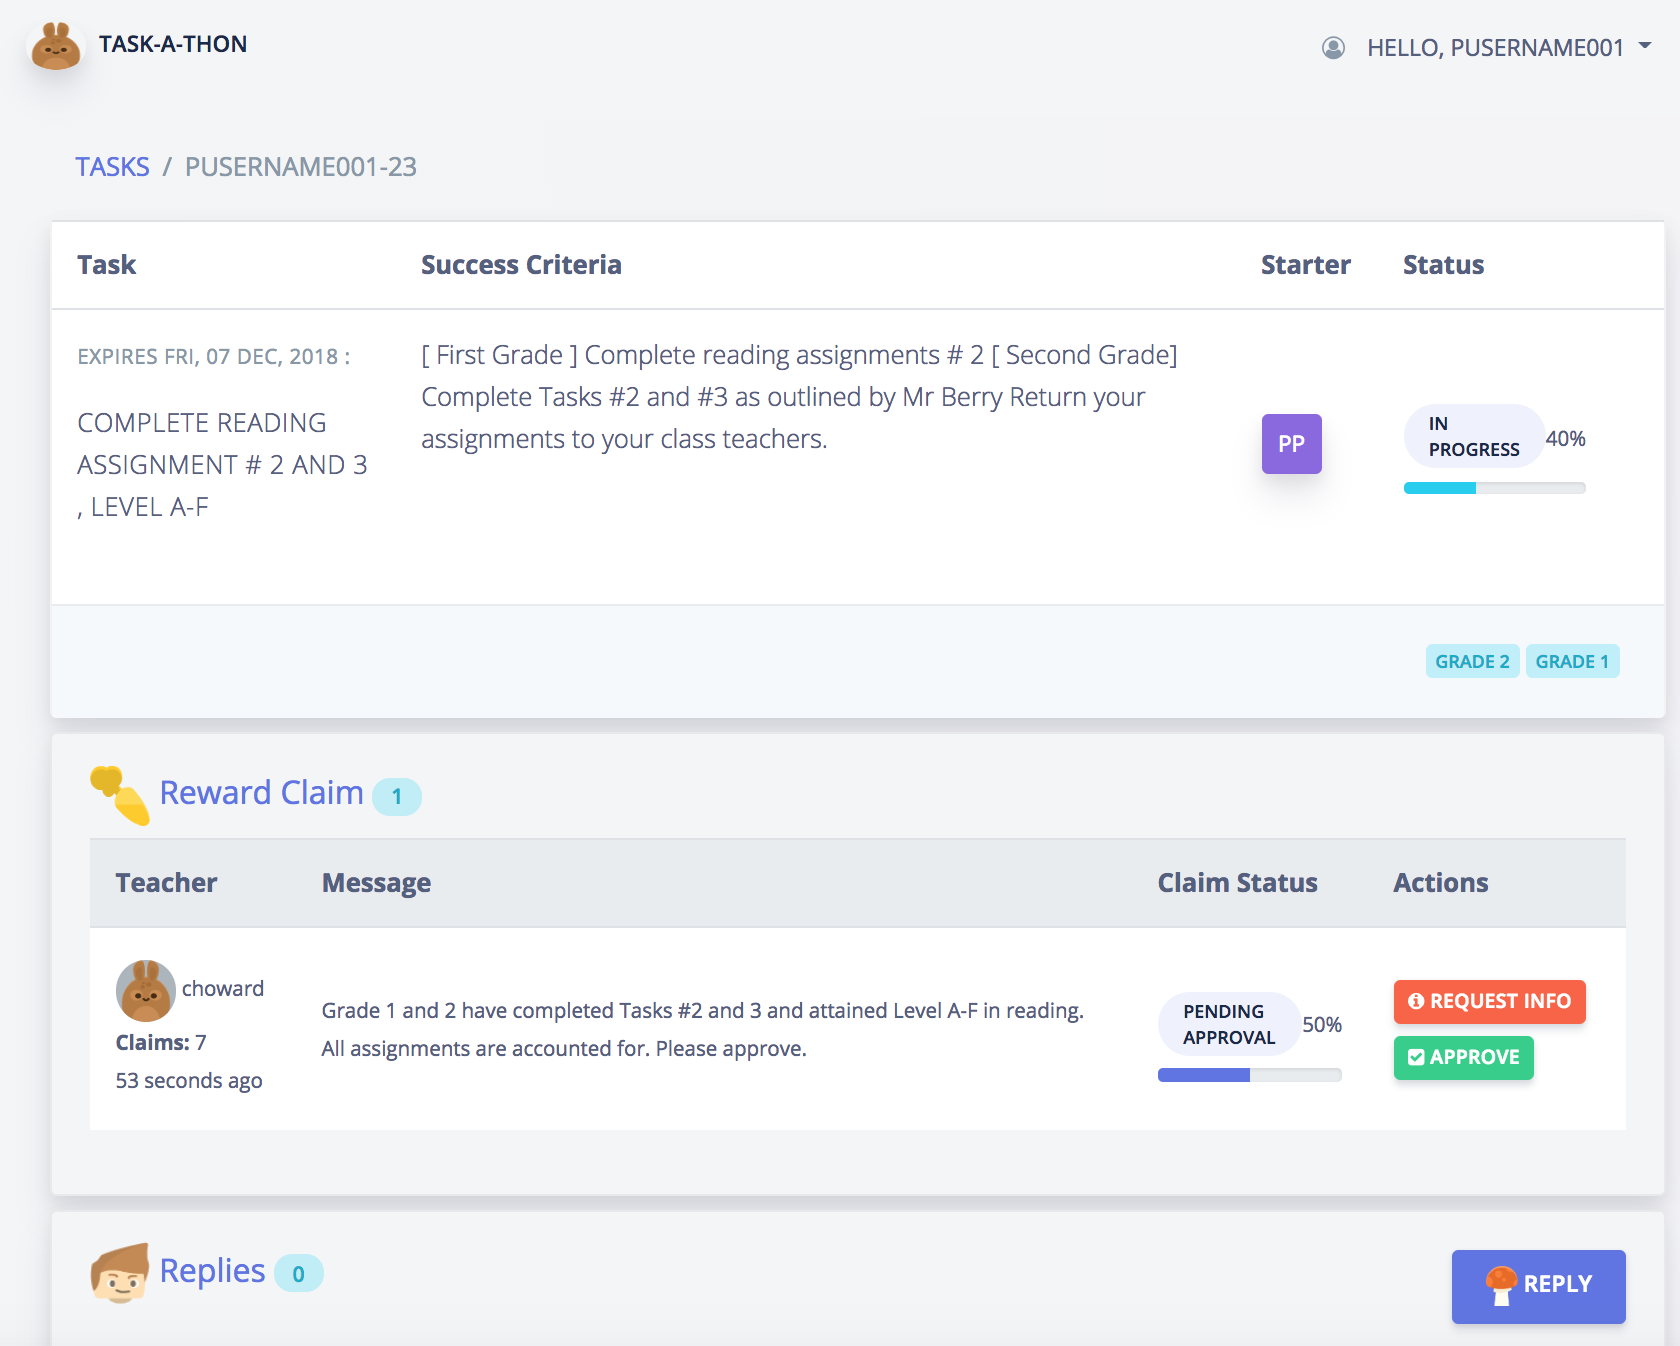 TASK-A-THON
HELLO, PUSERNAME001
TASKS / PUSERNAME001-23
Task
Success Criteria
Starter
Status
EXPIRES FRI, 07 DEC, 2018 :
COMPLETE READING
ASSIGNMENT # 2 AND 3
, LEVEL A-F
[ First Grade ] Complete reading assignments # 2 [ Second Grade]
Complete Tasks #2 and #3 as outlined by Mr Berry Return your
assignments to your class teachers.
PP
IN
PROGRESS
40%
GRADE 2 GRADE 1
Reward Claim 1
Teacher
Message
Claim Status
Actions
choward
Claims: 7
53 seconds ago
Grade 1 and 2 have completed Tasks #2 and 3 and attained Level A-F in reading.
All assignments are accounted for. Please approve.
PENDING
APPROVAL
50%
REQUEST INFO
APPROVE
Replies 0
REPLY